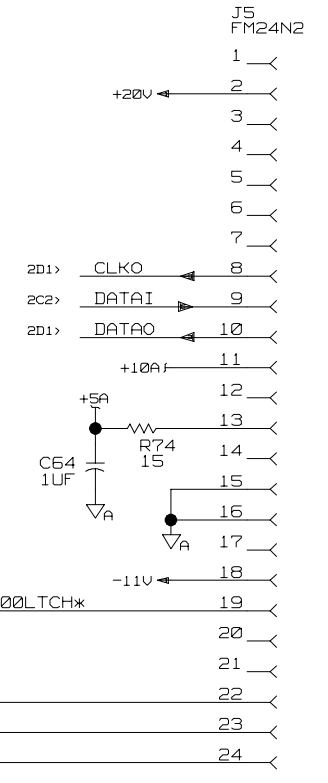 J5
FM24N2
1
+20V 2
3
4
5
6
7
2D1> CLKO 8
2C2> DATAI 9
2D1> DATAO 10
+10A 11
12
+5A
13
R74
15
14
C64
1UF
15
A
16
A
17
-11V 18
00LTCH* 19
20
21
22
23
24